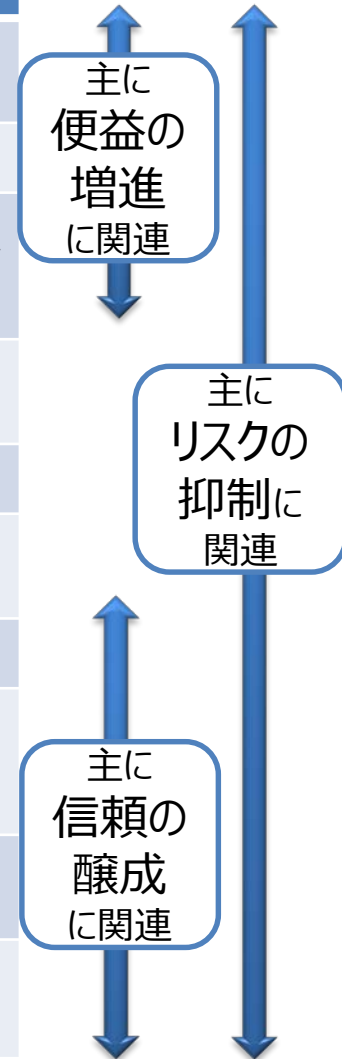 主に
便益の
増進
に関連
主に
リスクの
抑制に
関連
主に
信頼の
醸成
に関連